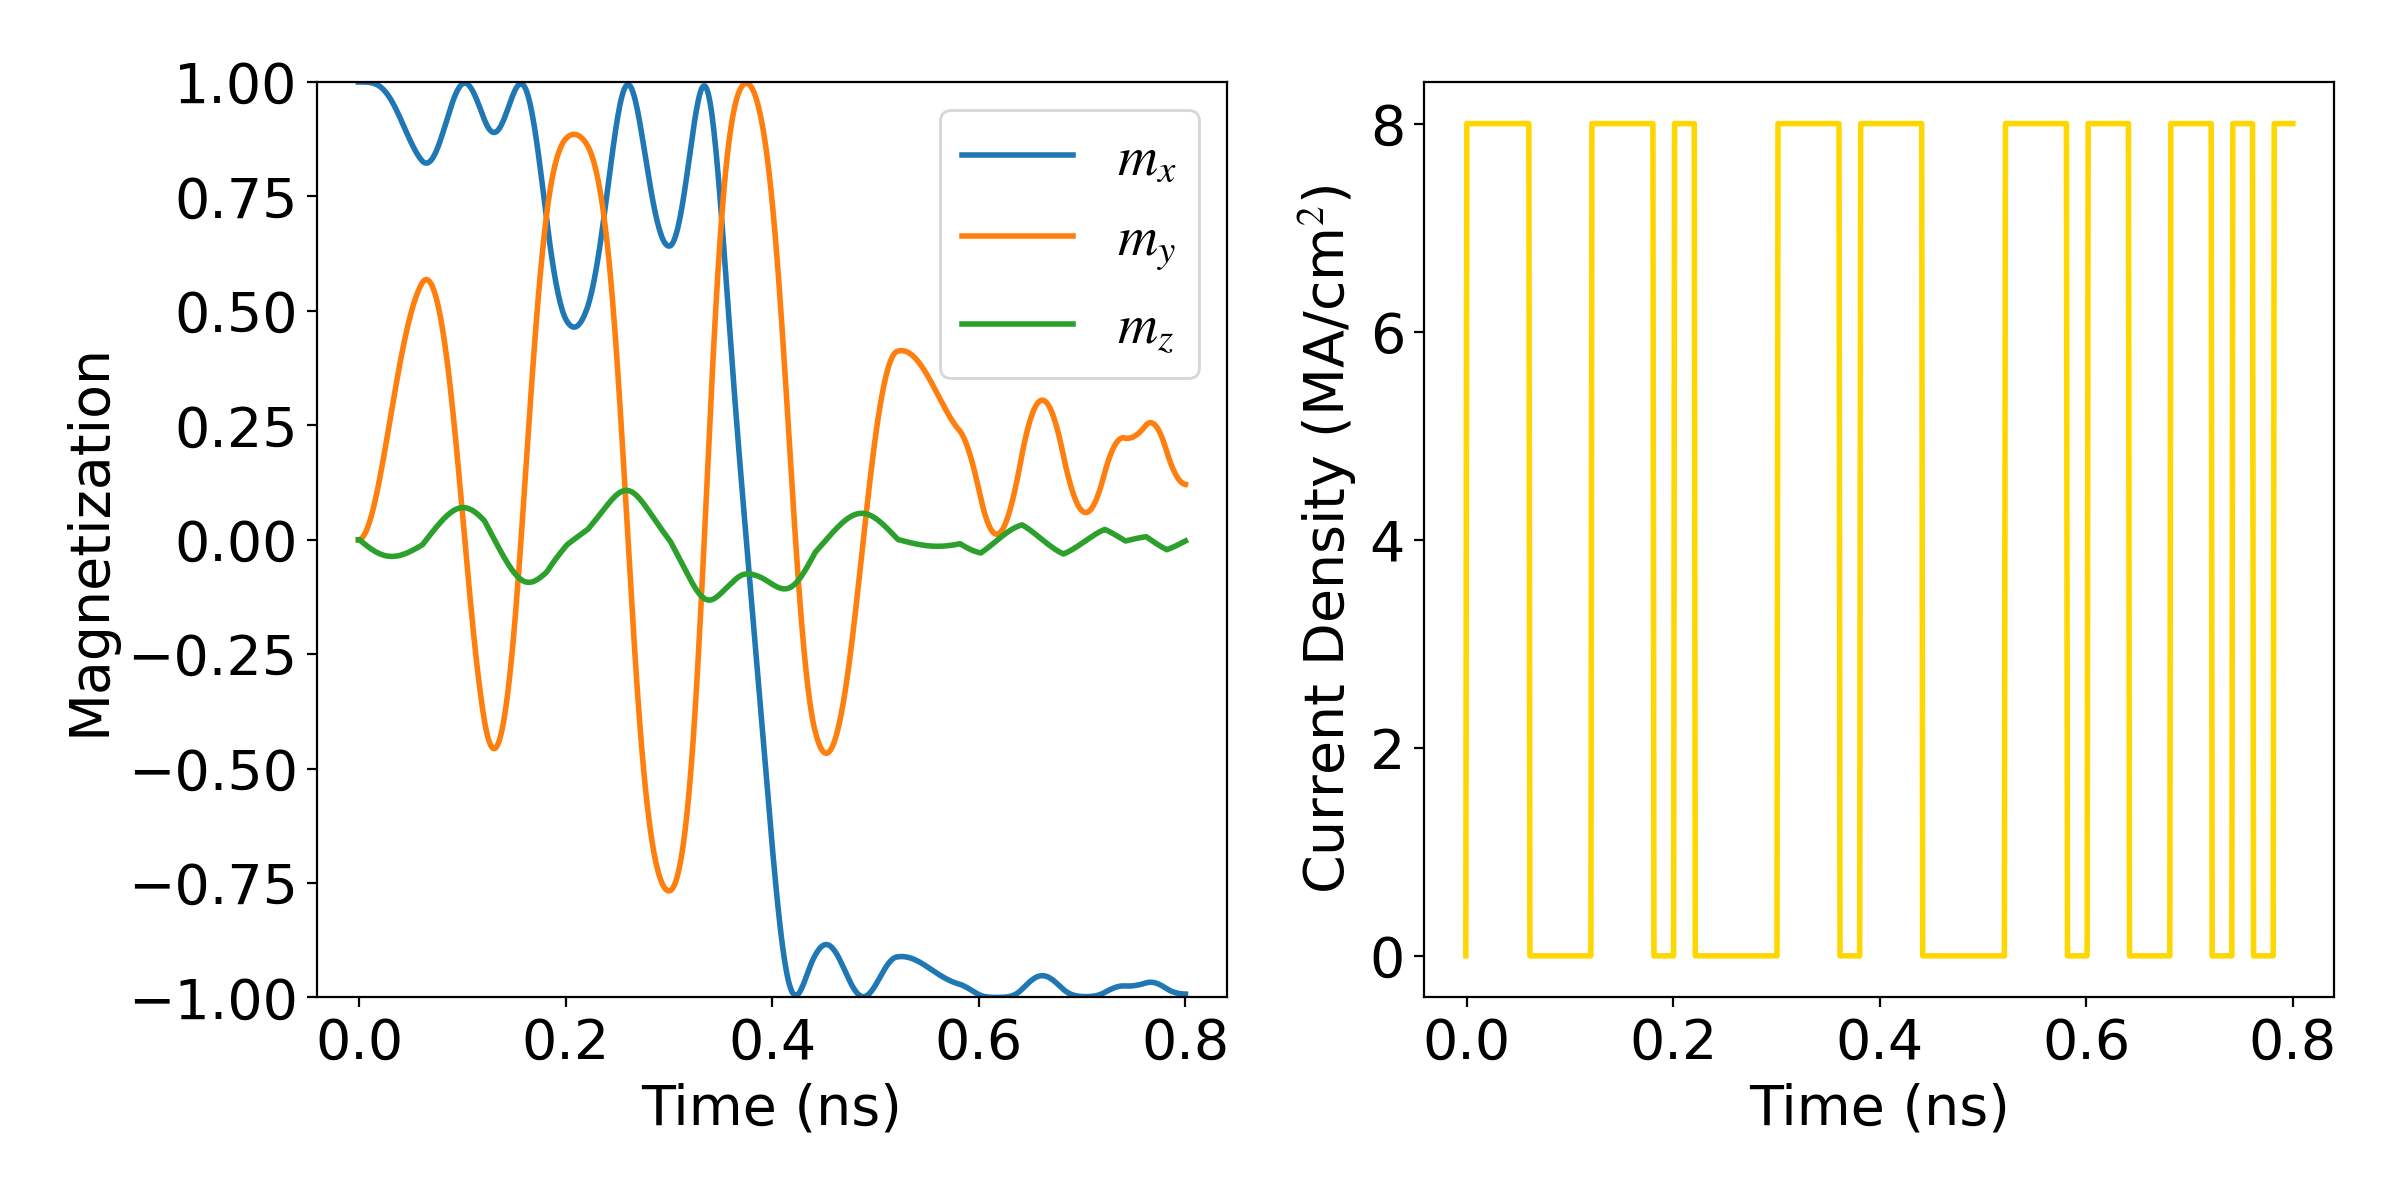 1.00
0.75
0.50
0.25
0.00
−0.25
−0.50
−0.75
−1.00
Magnetization
0.0 0.2 0.4 0.6 0.8
Time (ns)
m_x
m_y
m_z
8
6
4
2
0
Current Density (MA/cm²)
0.0 0.2 0.4 0.6 0.8
Time (ns)